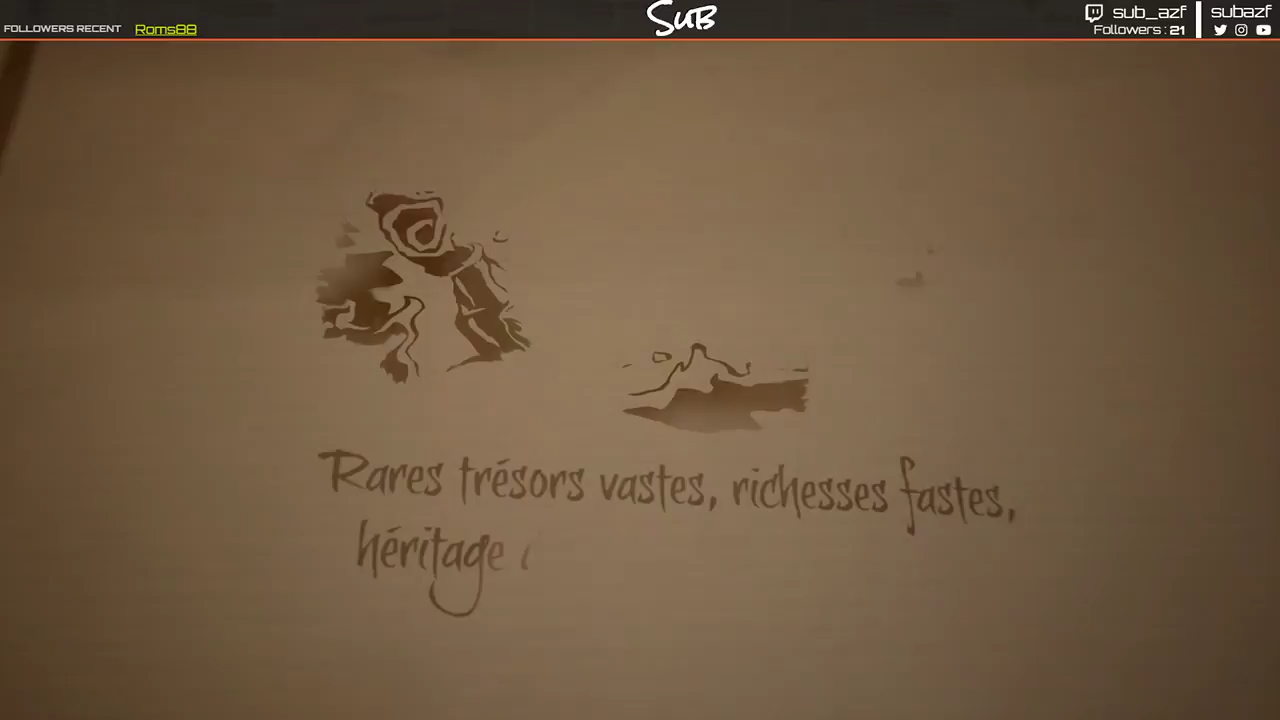 FOLLOWERS RECENT Roms88
SUB
sub_azf
Followers : 21
subazf
Rares trésors vastes, richesses fastes,
héritage